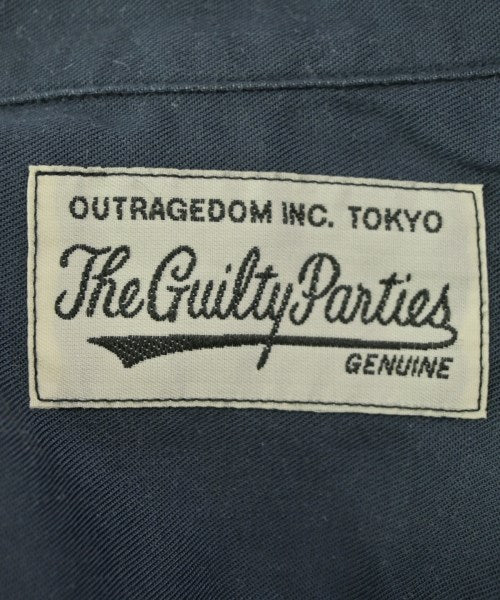 OUTRAGEDOM INC. TOKYO
The Guilty Parties
GENUINE